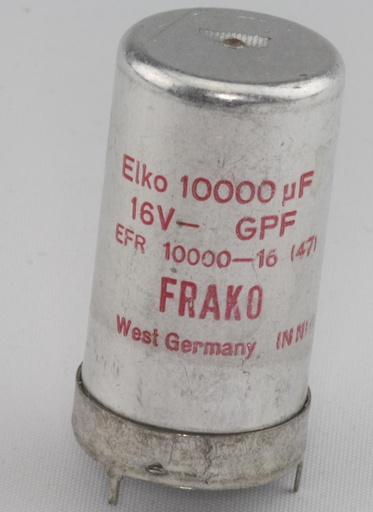 Elko 10000 µF
16V– GPF
EFR 10000–16 (47)
FRAKO
West Germany